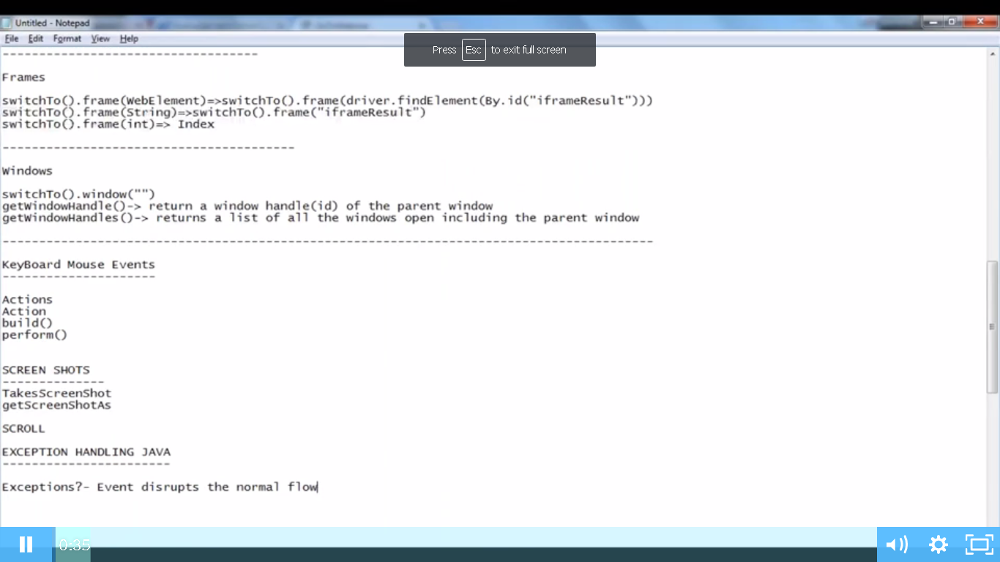 Untitled - Notepad
File Edit Format View Help
Press Esc to exit full screen
-----------------------------------
Frames
switchTo().frame(WebElement)=>switchTo().frame(driver.findElement(By.id("iframeResult")))
switchTo().frame(String)=>switchTo().frame("iframeResult")
switchTo().frame(int)=> Index
----------------------------------------
Windows
switchTo().window("")
getWindowHandle()-> return a window handle(id) of the parent window
getWindowHandles()-> returns a list of all the windows open including the parent window
-----------------------------------------------------------------------------------------
KeyBoard Mouse Events
---------------------
Actions
Action
build()
perform()
SCREEN SHOTS
--------------
TakesScreenShot
getScreenShotAs
SCROLL
EXCEPTION HANDLING JAVA
-----------------------
Exceptions?- Event disrupts the normal flow
0:35